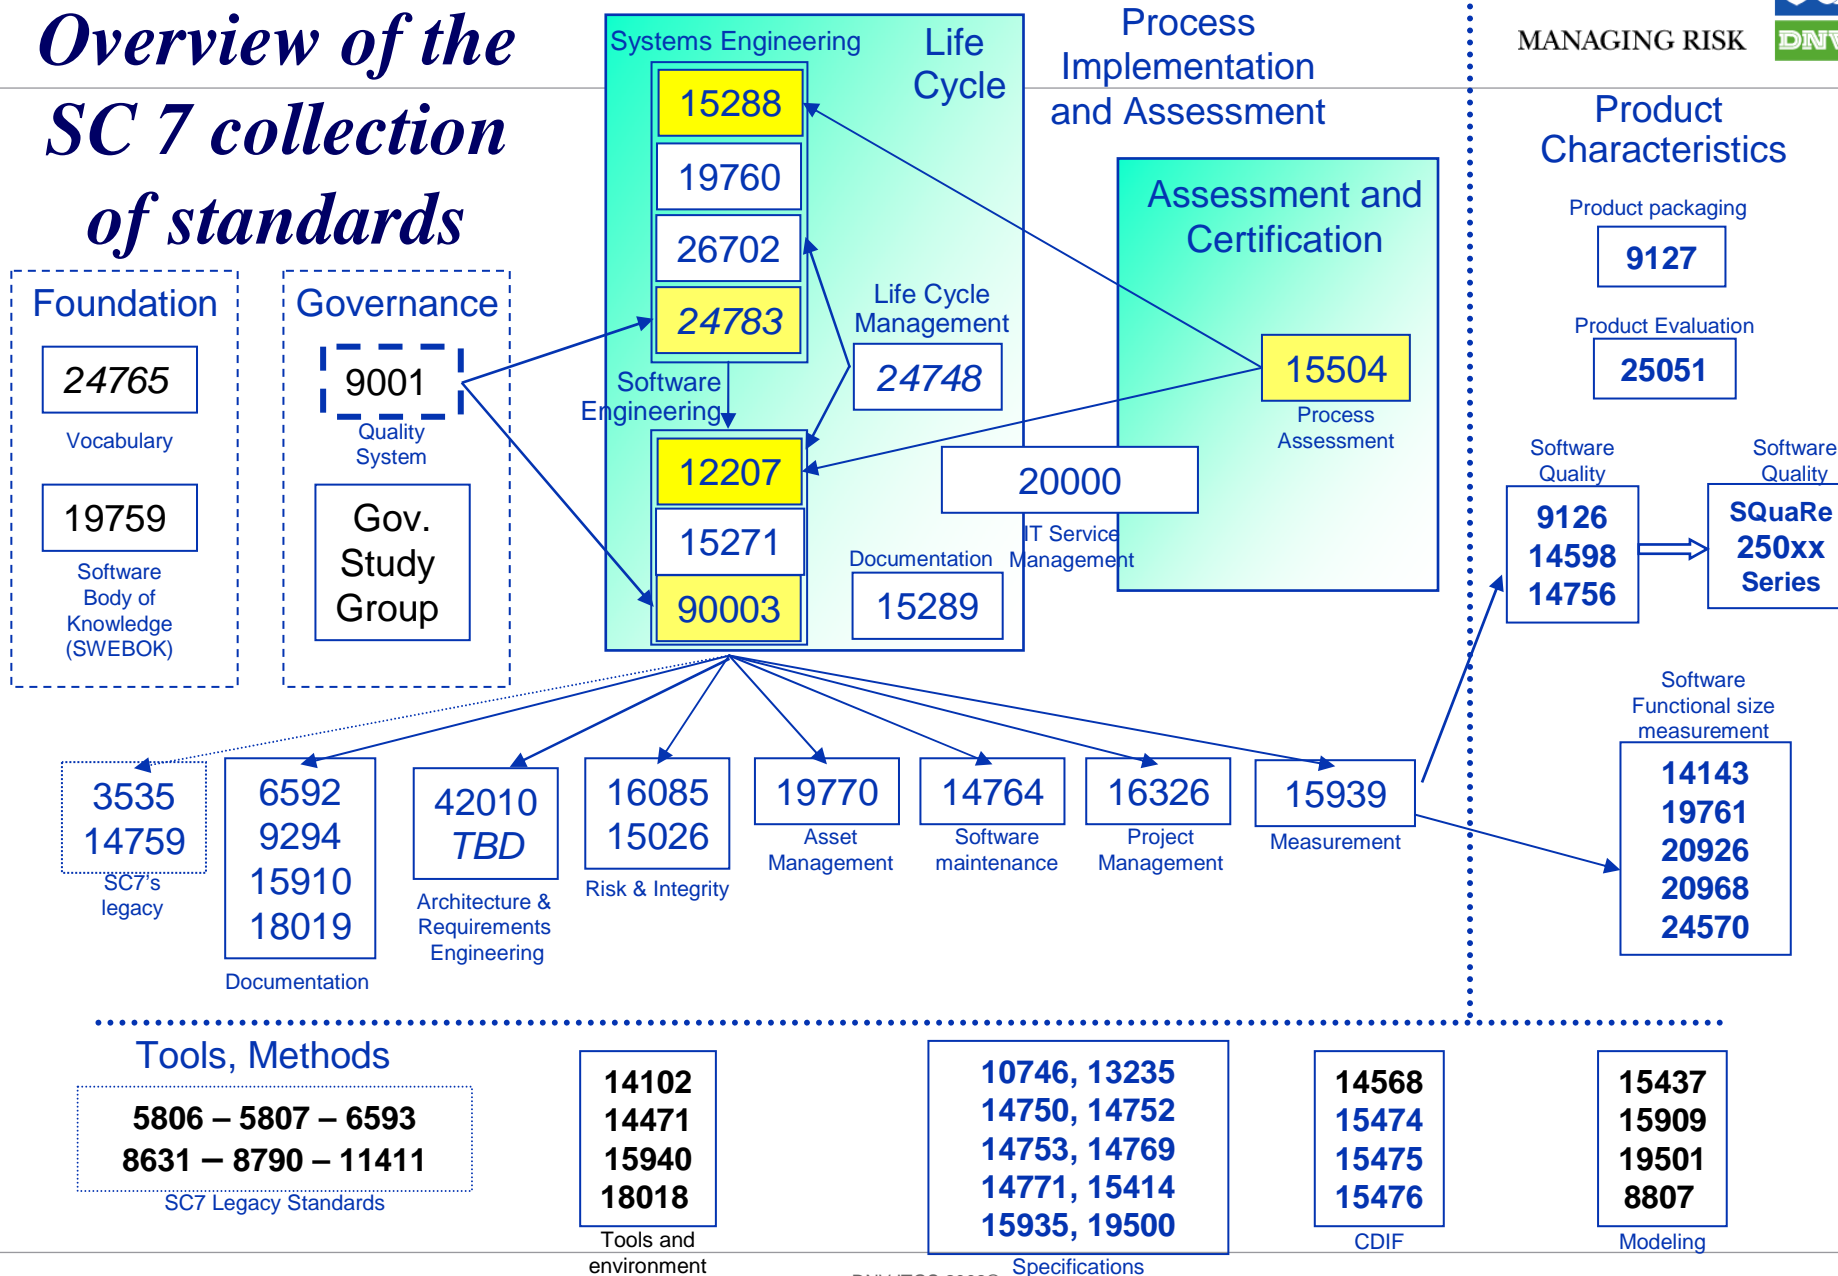 Overview of the
SC 7 collection
of standards
MANAGING RISK
DNV
Foundation
24765
Vocabulary
19759
Software
Body of
Knowledge
(SWEBOK)
Governance
9001
Quality
System
Gov.
Study
Group
Systems Engineering
Life
Cycle
15288
19760
26702
24783
Software
Engineering
12207
15271
90003
Life Cycle
Management
24748
Documentation
15289
Process
Implementation
and Assessment
Assessment and
Certification
15504
Process
Assessment
20000
IT Service
Management
Product
Characteristics
Product packaging
9127
Product Evaluation
25051
Software
Quality
9126
14598
14756
Software
Quality
SQuaRe
250xx
Series
Software
Functional size
measurement
14143
19761
20926
20968
24570
3535
14759
SC7's
legacy
6592
9294
15910
18019
Documentation
42010
TBD
Architecture &
Requirements
Engineering
16085
15026
Risk & Integrity
19770
Asset
Management
14764
Software
maintenance
16326
Project
Management
15939
Measurement
Tools, Methods
5806 – 5807 – 6593
8631 – 8790 – 11411
SC7 Legacy Standards
14102
14471
15940
18018
Tools and
environment
10746, 13235
14750, 14752
14753, 14769
14771, 15414
15935, 19500
Specifications
14568
15474
15475
15476
CDIF
15437
15909
19501
8807
Modeling